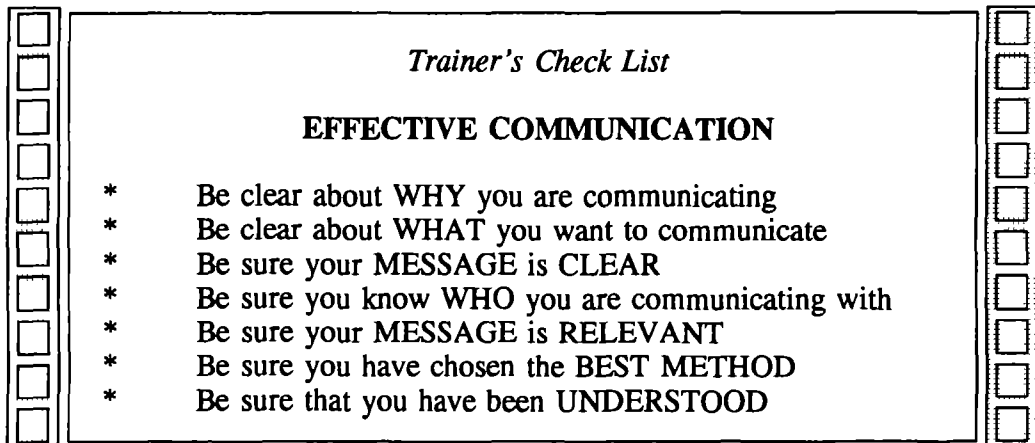 Trainer's Check List
EFFECTIVE COMMUNICATION
* Be clear about WHY you are communicating
* Be clear about WHAT you want to communicate
* Be sure your MESSAGE is CLEAR
* Be sure you know WHO you are communicating with
* Be sure your MESSAGE is RELEVANT
* Be sure you have chosen the BEST METHOD
* Be sure that you have been UNDERSTOOD